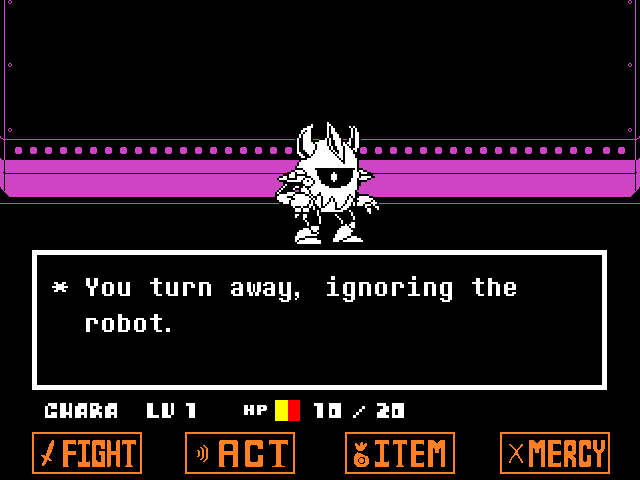 * You turn away, ignoring the
robot.
CHARA LV 1 HP 10 / 20
FIGHT ACT ITEM MERCY